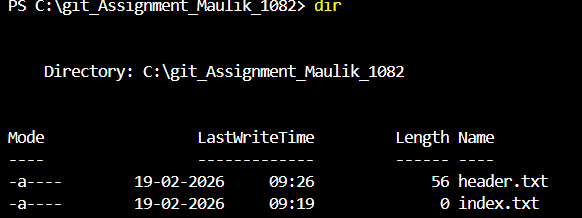 PS C:\git_Assignment_Maulik_1082> dir
Directory: C:\git_Assignment_Maulik_1082
Mode LastWriteTime Length Name
---- ------------- ------ ----
-a---- 19-02-2026 09:26 56 header.txt
-a---- 19-02-2026 09:19 0 index.txt